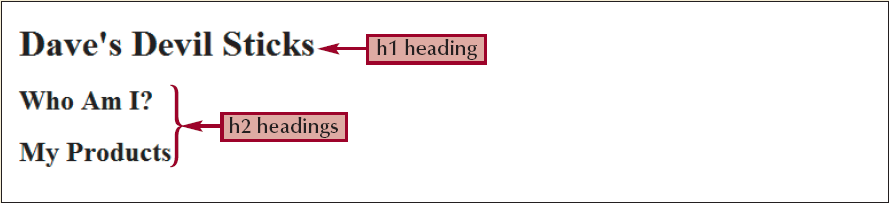 Dave's Devil Sticks
h1 heading
Who Am I?
h2 headings
My Products